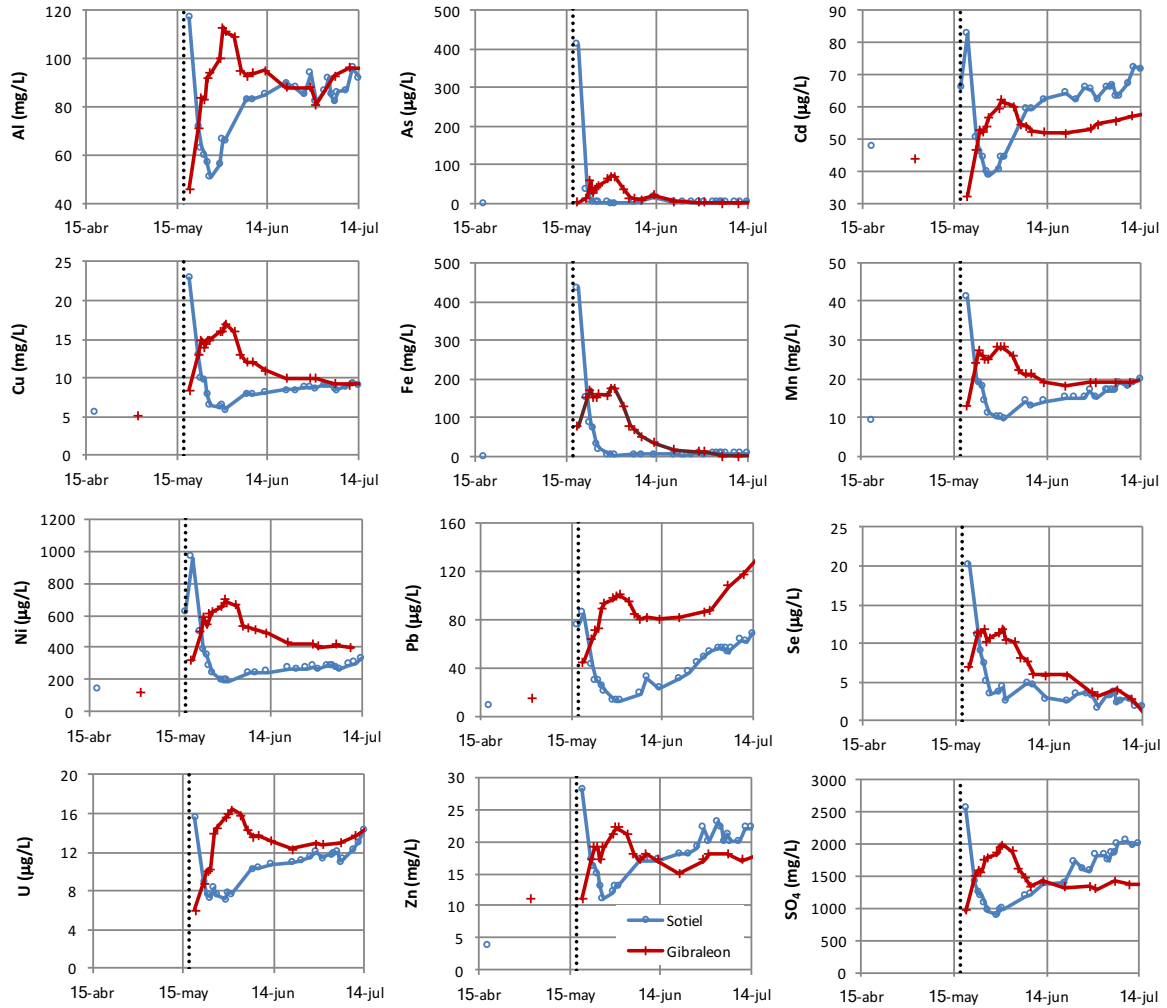 Al (mg/L)
120
100
80
60
40
15-abr 15-may 14-jun 14-jul
As (µg/L)
500
400
300
200
100
0
15-abr 15-may 14-jun 14-jul
Cd (µg/L)
90
80
70
60
50
40
30
15-abr 15-may 14-jun 14-jul
Cu (mg/L)
25
20
15
10
5
0
15-abr 15-may 14-jun 14-jul
Fe (mg/L)
500
400
300
200
100
0
15-abr 15-may 14-jun 14-jul
Mn (mg/L)
50
40
30
20
10
0
15-abr 15-may 14-jun 14-jul
Ni (µg/L)
1200
1000
800
600
400
200
0
15-abr 15-may 14-jun 14-jul
Pb (µg/L)
160
120
80
40
0
15-abr 15-may 14-jun 14-jul
Se (µg/L)
25
20
15
10
5
0
15-abr 15-may 14-jun 14-jul
U (µg/L)
20
16
12
8
4
0
15-abr 15-may 14-jun 14-jul
Zn (mg/L)
30
25
20
15
10
5
0
15-abr 15-may 14-jun 14-jul
Sotiel
Gibraleon
SO₄ (mg/L)
3000
2500
2000
1500
1000
500
0
15-abr 15-may 14-jun 14-jul